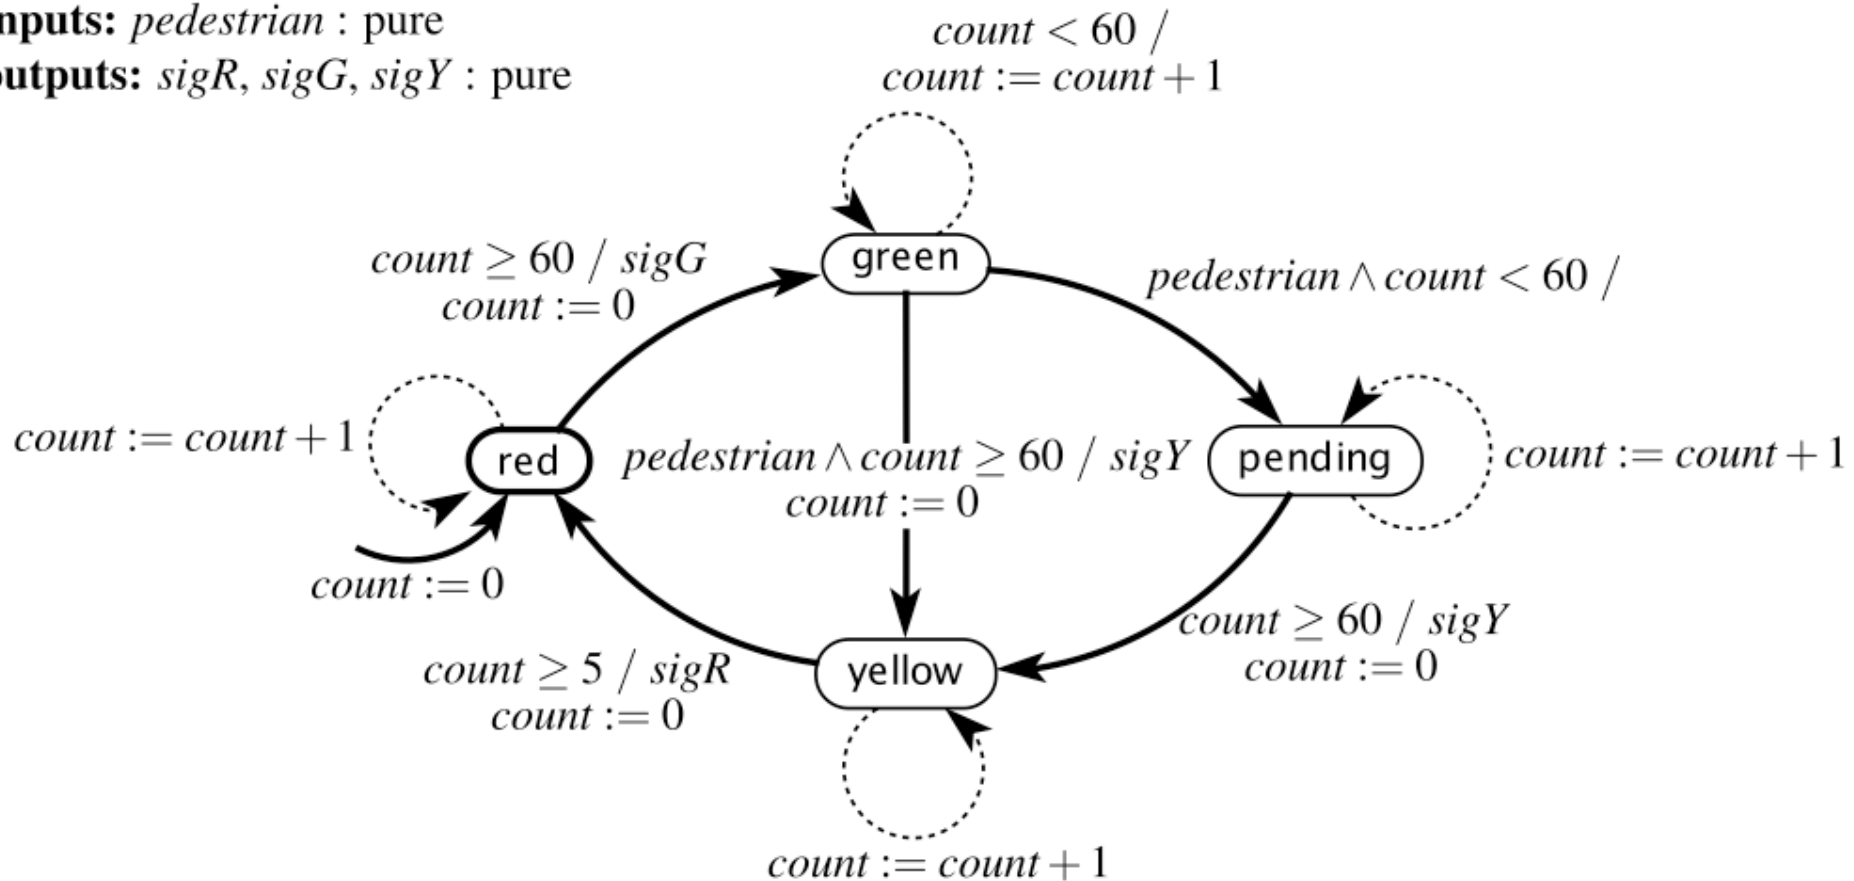 nputs: pedestrian : pure
outputs: sigR, sigG, sigY : pure
count < 60 /
count := count + 1
green
count ≥ 60 / sigG
count := 0
pedestrian ∧ count < 60 /
count := count + 1
red
pedestrian ∧ count ≥ 60 / sigY
count := 0
pending
count := count + 1
count := 0
count ≥ 60 / sigY
count := 0
count ≥ 5 / sigR
count := 0
yellow
count := count + 1